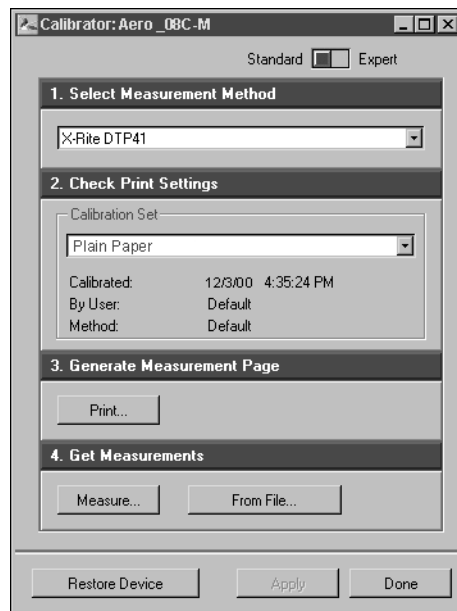 Calibrator: Aero _08C-M
Standard Expert
1. Select Measurement Method
X-Rite DTP41
2. Check Print Settings
Calibration Set
Plain Paper
Calibrated: 12/3/00 4:35:24 PM
By User: Default
Method: Default
3. Generate Measurement Page
Print...
4. Get Measurements
Measure... From File...
Restore Device Apply Done